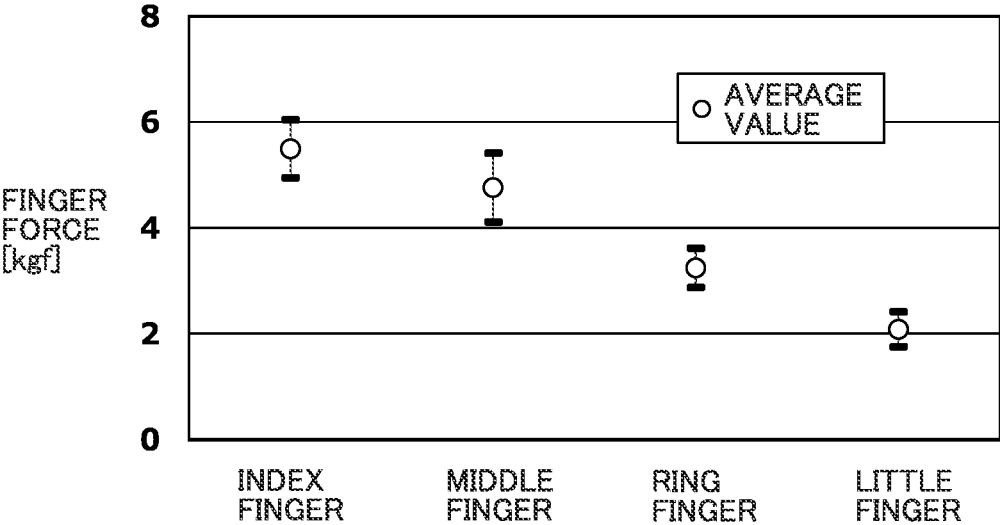 8
6
4
2
0
FINGER
FORCE
[kgf]
AVERAGE
VALUE
INDEX
FINGER
MIDDLE
FINGER
RING
FINGER
LITTLE
FINGER